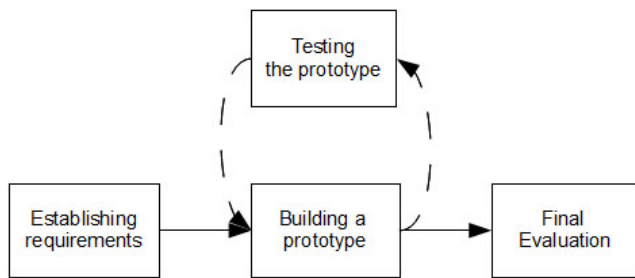 Testing
the prototype
Establishing
requirements
Building a
prototype
Final
Evaluation